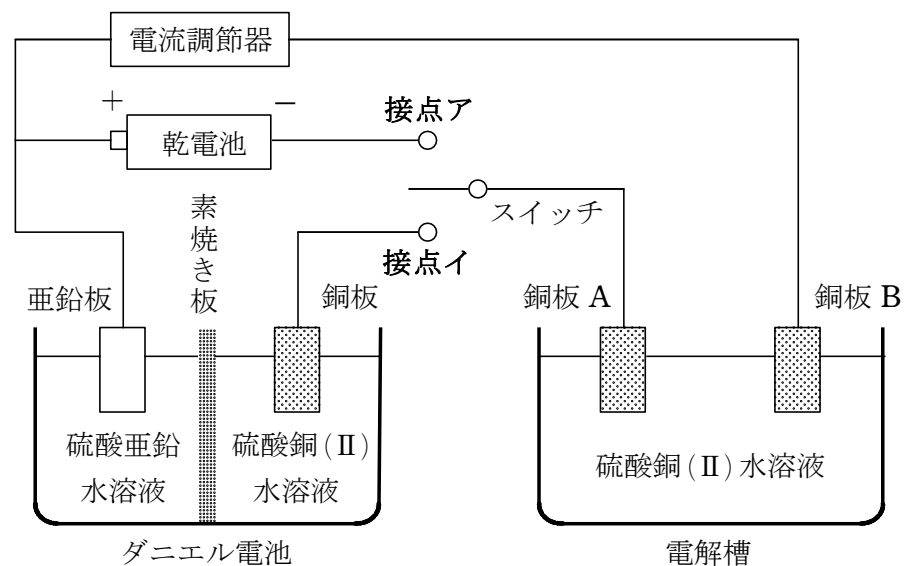 電流調節器
+ −
乾電池
接点ア
スイッチ
接点イ
素焼き板
亜鉛板
銅板
銅板 A
銅板 B
硫酸亜鉛
水溶液
硫酸銅(Ⅱ)
水溶液
硫酸銅(Ⅱ)水溶液
ダニエル電池
電解槽